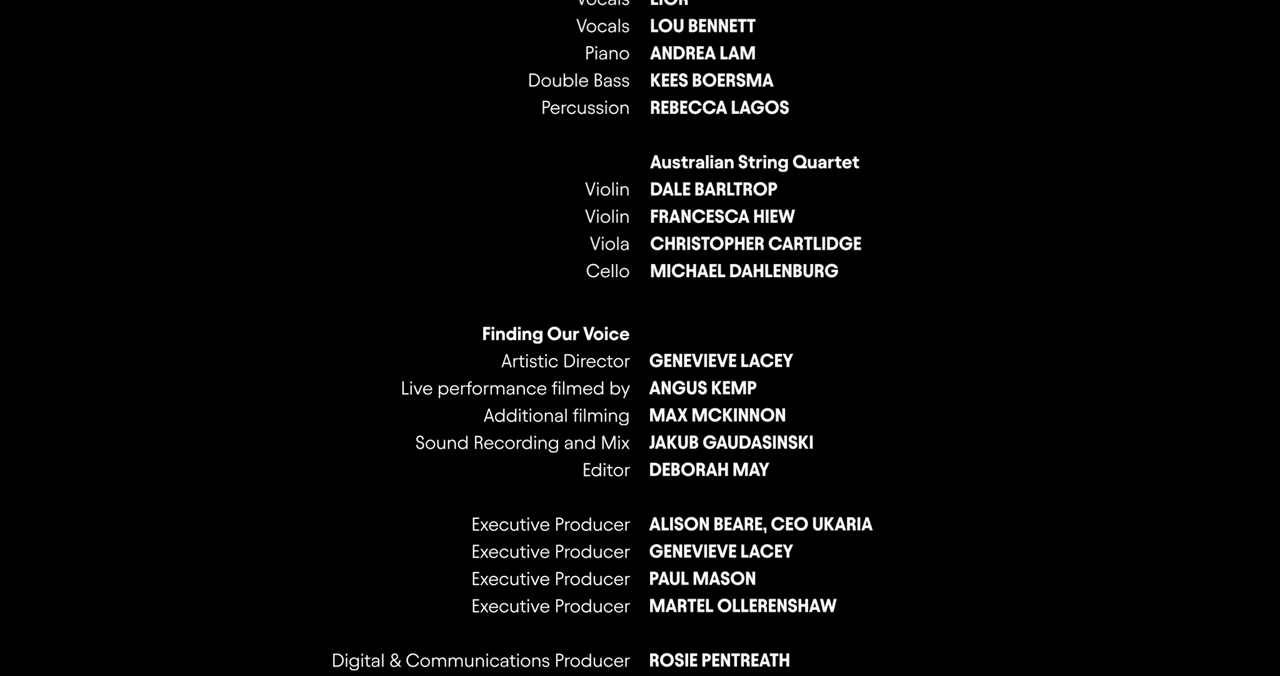 Vocals LIOR
Vocals LOU BENNETT
Piano ANDREA LAM
Double Bass KEES BOERSMA
Percussion REBECCA LAGOS
Australian String Quartet
Violin DALE BARLTROP
Violin FRANCESCA HIEW
Viola CHRISTOPHER CARTLIDGE
Cello MICHAEL DAHLENBURG
Finding Our Voice
Artistic Director GENEVIEVE LACEY
Live performance filmed by ANGUS KEMP
Additional filming MAX MCKINNON
Sound Recording and Mix JAKUB GAUDASINSKI
Editor DEBORAH MAY
Executive Producer ALISON BEARE, CEO UKARIA
Executive Producer GENEVIEVE LACEY
Executive Producer PAUL MASON
Executive Producer MARTEL OLLERENSHAW
Digital & Communications Producer ROSIE PENTREATH